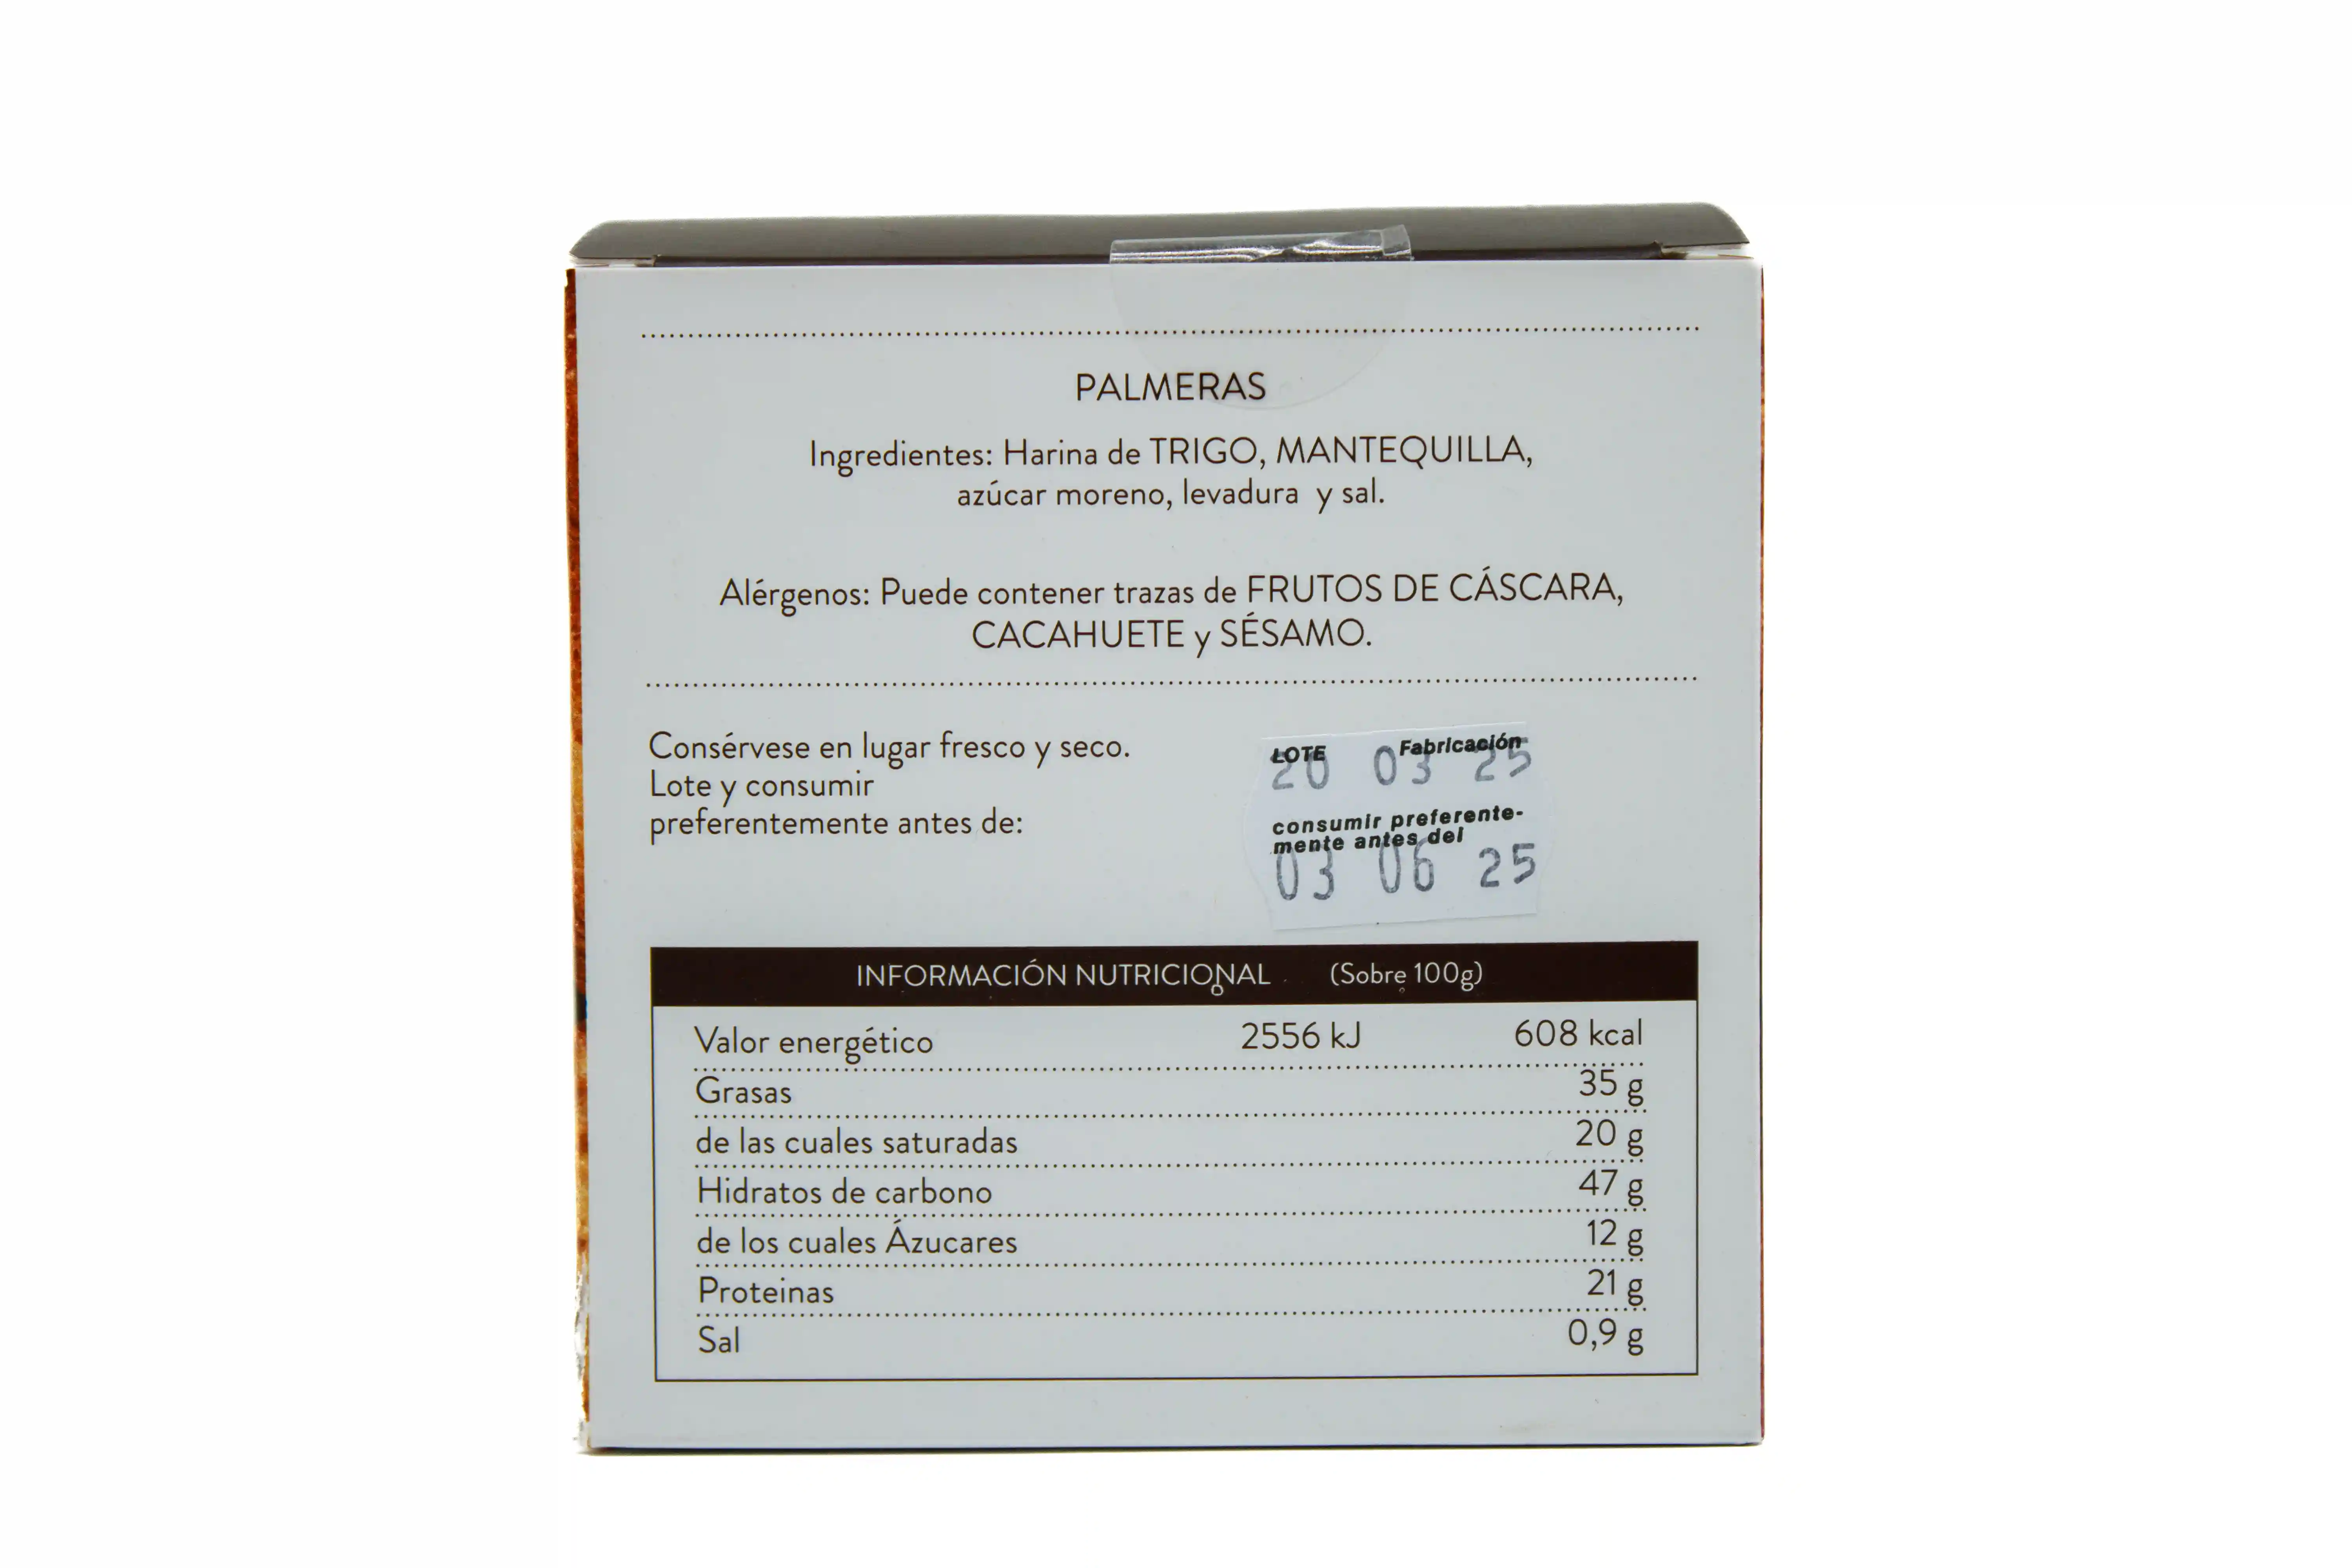 PALMERAS
Ingredientes: Harina de TRIGO, MANTEQUILLA,
azúcar moreno, levadura y sal.
Alérgenos: Puede contener trazas de FRUTOS DE CÁSCARA,
CACAHUETE y SÉSAMO.
Consérvese en lugar fresco y seco.
Lote y consumir
preferentemente antes de:
LOTE Fabricación
20 03 25
consumir preferente-
mente antes del
03 06 25
INFORMACIÓN NUTRICIONAL (Sobre 100g)
Valor energético 2556 kJ 608 kcal
Grasas 35 g
de las cuales saturadas 20 g
Hidratos de carbono 47 g
de los cuales Ázucares 12 g
Proteinas 21 g
Sal 0,9 g